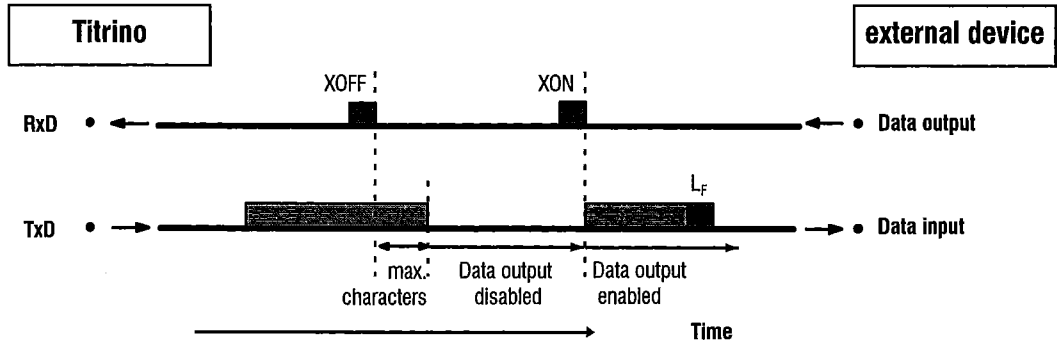 Titrino
external device
XOFF
XON
RxD
Data output
LF
TxD
Data input
max.
characters
Data output
disabled
Data output
enabled
Time